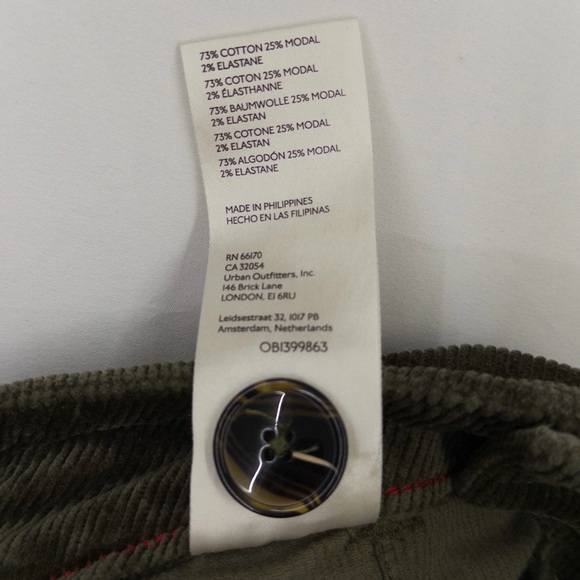 73% COTTON 25% MODAL
2% ELASTANE
73% COTON 25% MODAL
2% ÉLASTHANNE
73% BAUMWOLLE 25% MODAL
2% ELASTAN
73% COTONE 25% MODAL
2% ELASTAN
73% ALGODÓN 25% MODAL
2% ELASTANE
MADE IN PHILIPPINES
HECHO EN LAS FILIPINAS
RN 66170
CA 32054
Urban Outfitters, Inc.
146 Brick Lane
LONDON, E1 6RU
Leidsestraat 32, 1017 PB
Amsterdam, Netherlands
OB1399863